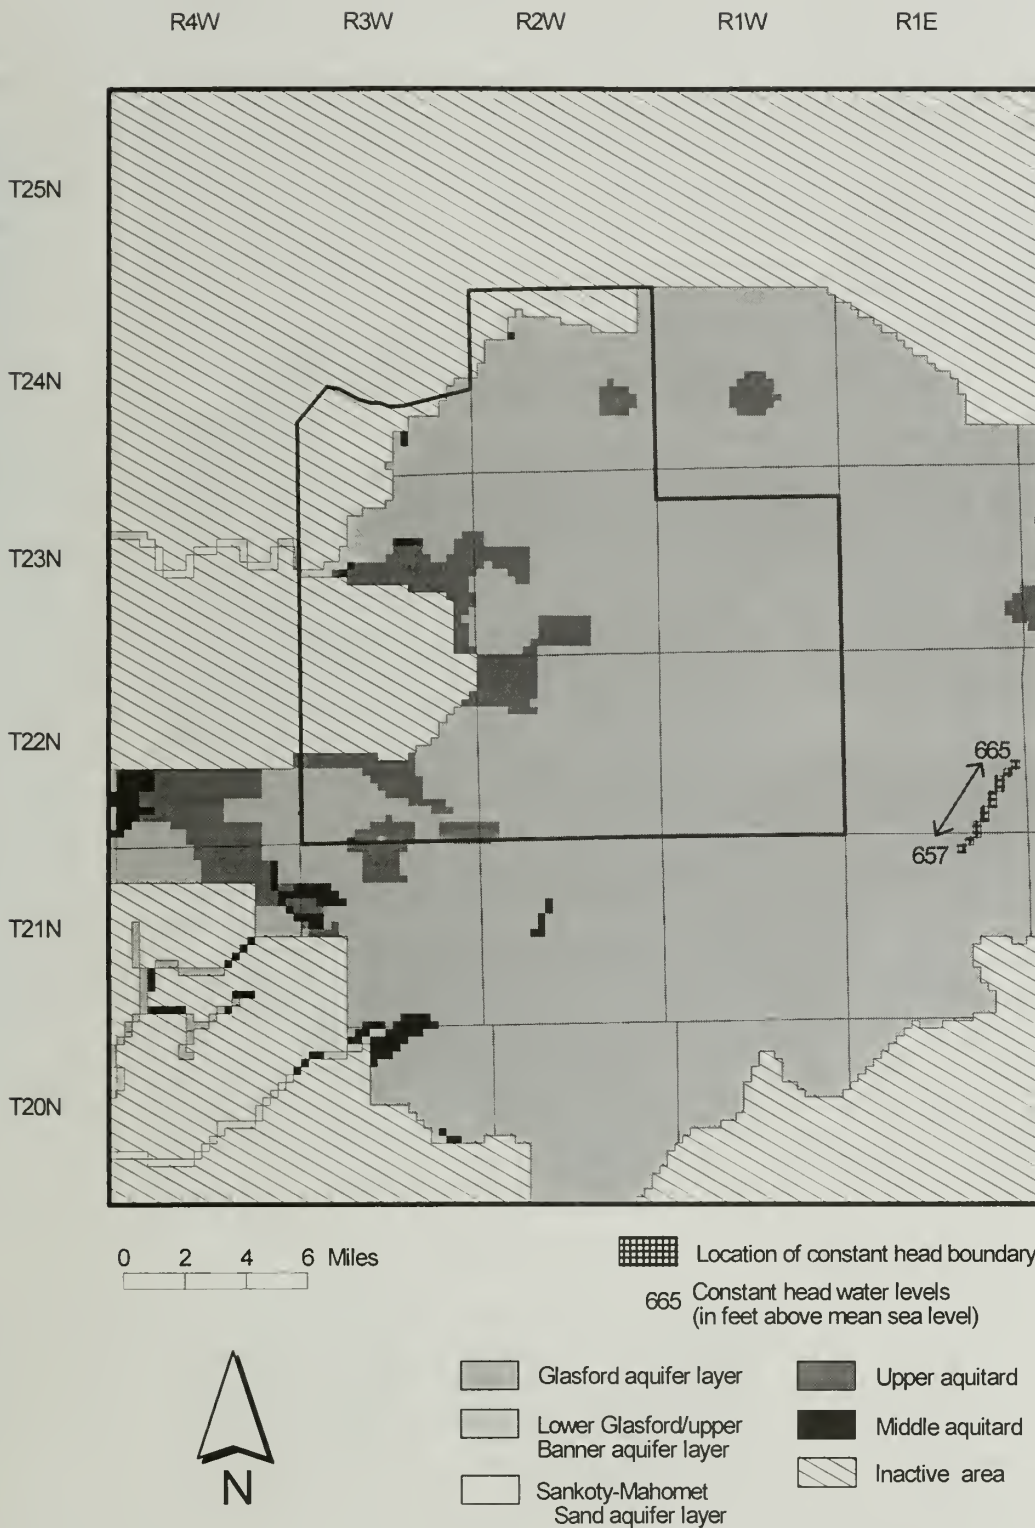 R4W R3W R2W R1W R1E
T25N
T24N
T23N
T22N
665
657
T21N
T20N
0 2 4 6 Miles
Location of constant head boundary
665 Constant head water levels
(in feet above mean sea level)
Glasford aquifer layer
Upper aquitard
Lower Glasford/upper
Banner aquifer layer
Middle aquitard
Sankoty-Mahomet
Sand aquifer layer
Inactive area
N